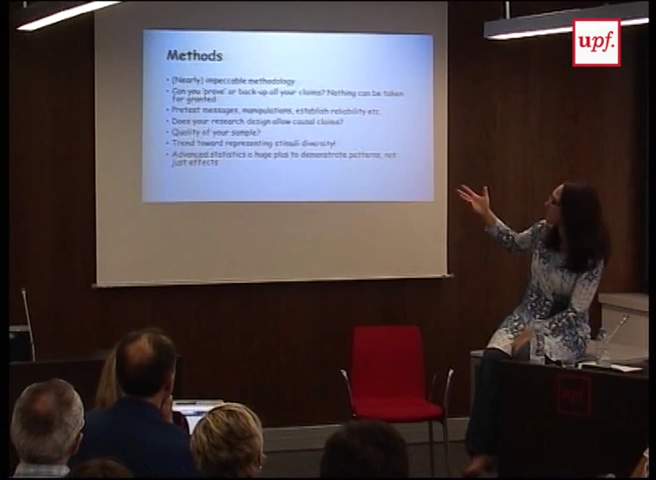 upf.
Methods
• (Nearly) impeccable methodology
• Can you 'prove' or back-up all your claims? Nothing can be taken
for granted
• Pretest messages, manipulations, establish reliability etc.
• Does your research design allow causal claims?
• Quality of your sample?
• Trend toward representing stimuli diversity!
• Advanced statistics a huge plus to demonstrate patterns, not
just effects
upf.